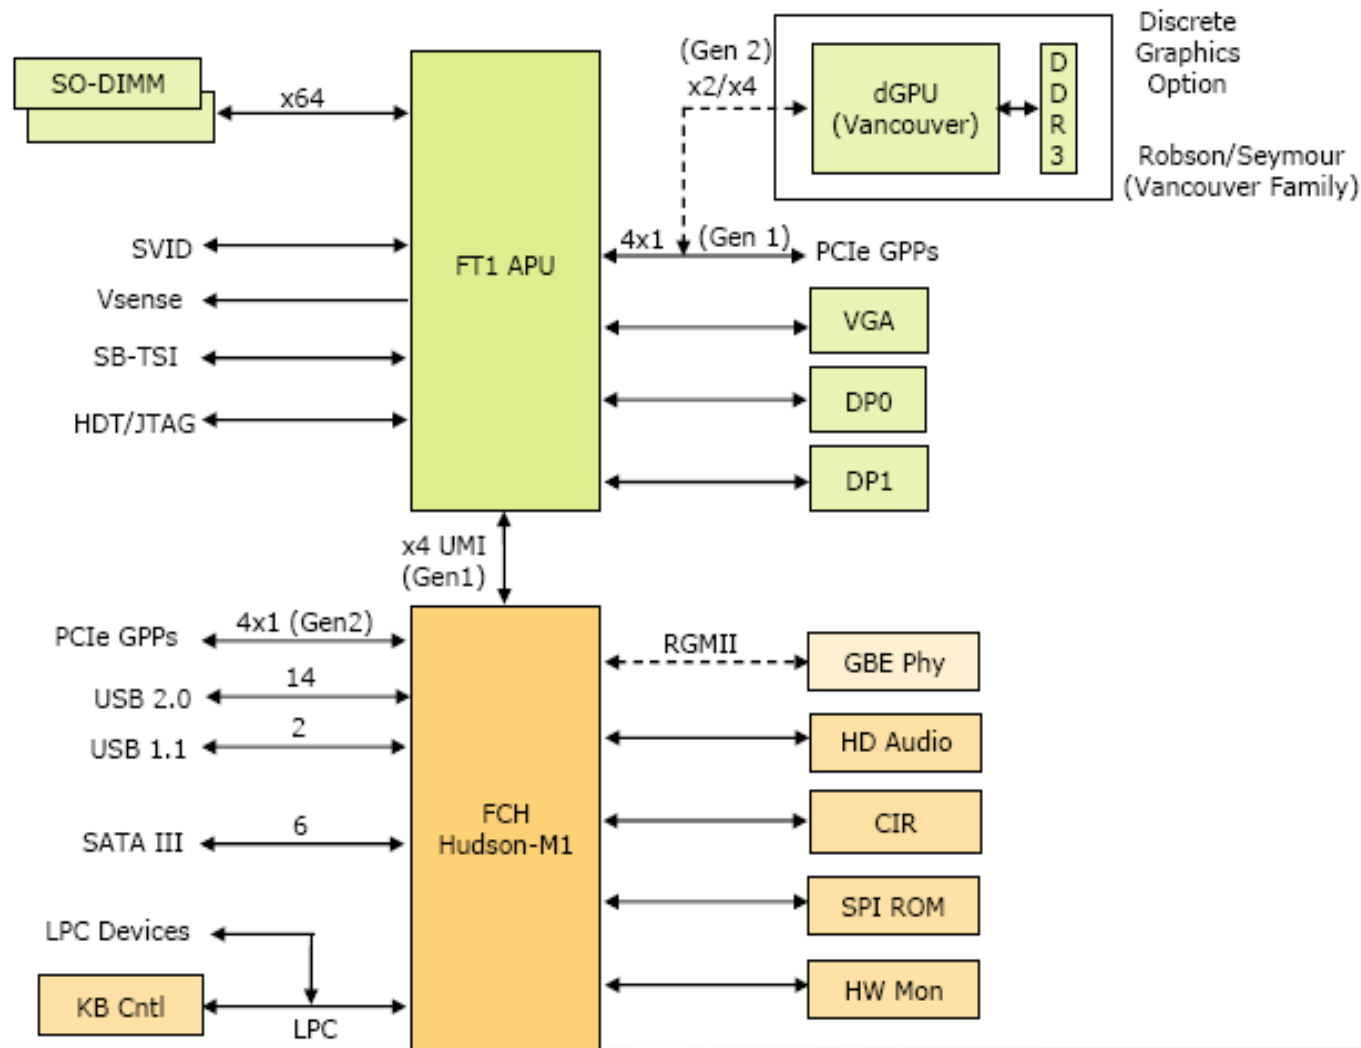 Discrete
Graphics
Option
(Gen 2)
x2/x4
dGPU
(Vancouver)
D
D
R
3
Robson/Seymour
(Vancouver Family)
SO-DIMM
x64
SVID
Vsense
SB-TSI
HDT/JTAG
FT1 APU
4x1
(Gen 1)
PCIe GPPs
VGA
DP0
DP1
x4 UMI
(Gen1)
PCIe GPPs
4x1 (Gen2)
USB 2.0
14
USB 1.1
2
SATA III
6
LPC Devices
KB Cntl
LPC
FCH
Hudson-M1
RGMII
GBE Phy
HD Audio
CIR
SPI ROM
HW Mon